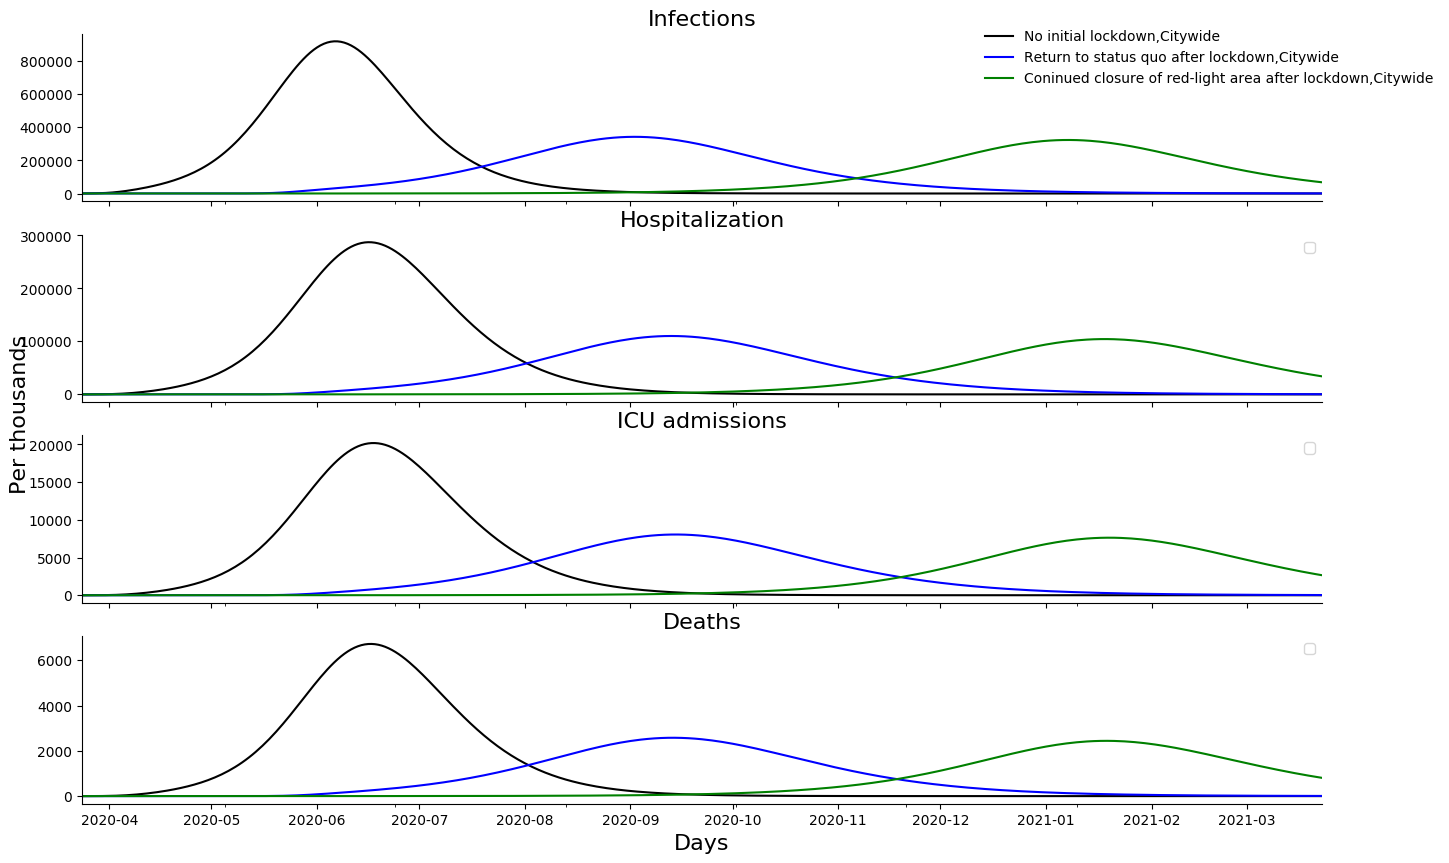 Infections
No initial lockdown,Citywide
Return to status quo after lockdown,Citywide
Coninued closure of red-light area after lockdown,Citywide
800000
600000
400000
200000
0
Hospitalization
300000
200000
100000
0
Per thousands
ICU admissions
20000
15000
10000
5000
0
Deaths
6000
4000
2000
0
2020-04 2020-05 2020-06 2020-07 2020-08 2020-09 2020-10 2020-11 2020-12 2021-01 2021-02 2021-03
Days